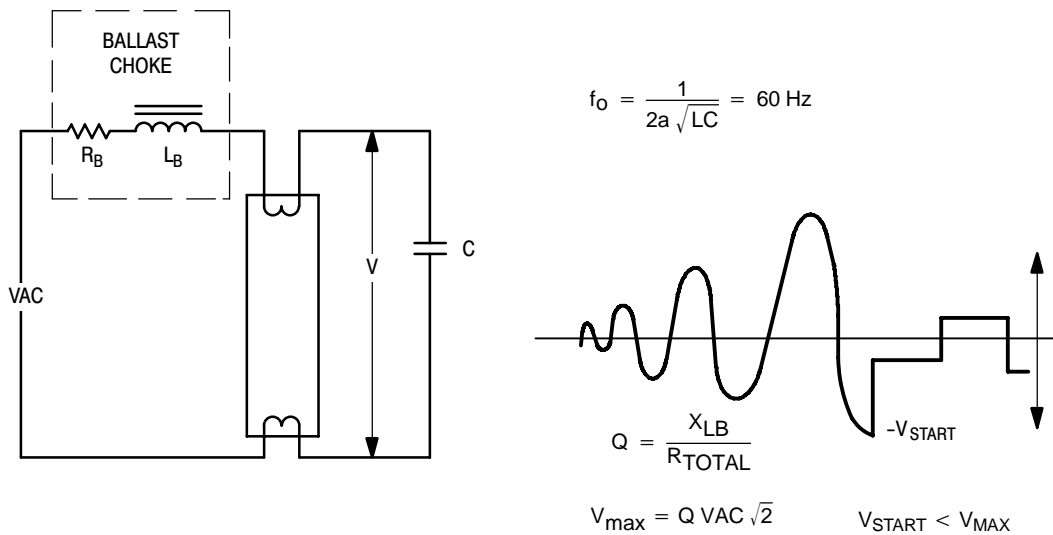 BALLAST
CHOKE
R_B
L_B
VAC
V
C
f_o = 1 / 2a √LC = 60 Hz
-V_START
Q = X_LB / R_TOTAL
V_max = Q VAC √2
V_START < V_MAX